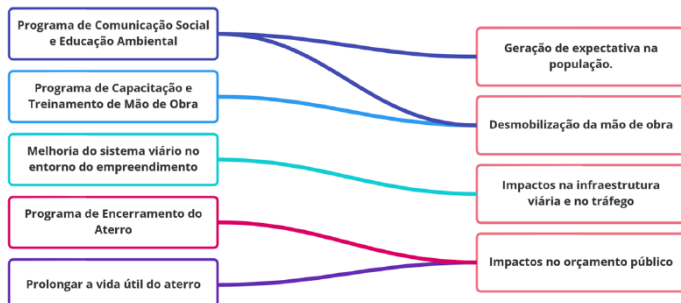 Programa de Comunicação Social
e Educação Ambiental
Programa de Capacitação e
Treinamento de Mão de Obra
Melhoria do sistema viário no
entorno do empreendimento
Programa de Encerramento do
Aterro
Prolongar a vida útil do aterro
Geração de expectativa na
população.
Desmobilização da mão de obra
Impactos na infraestrutura
viária e no tráfego
Impactos no orçamento público